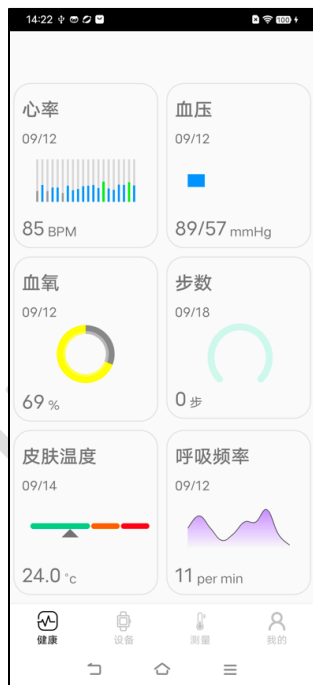 14:22
100
心率
09/12
85 BPM
血压
09/12
89/57 mmHg
血氧
09/12
69 %
步数
09/18
0 步
皮肤温度
09/14
24.0 °c
呼吸频率
09/12
11 per min
健康
设备
测量
我的